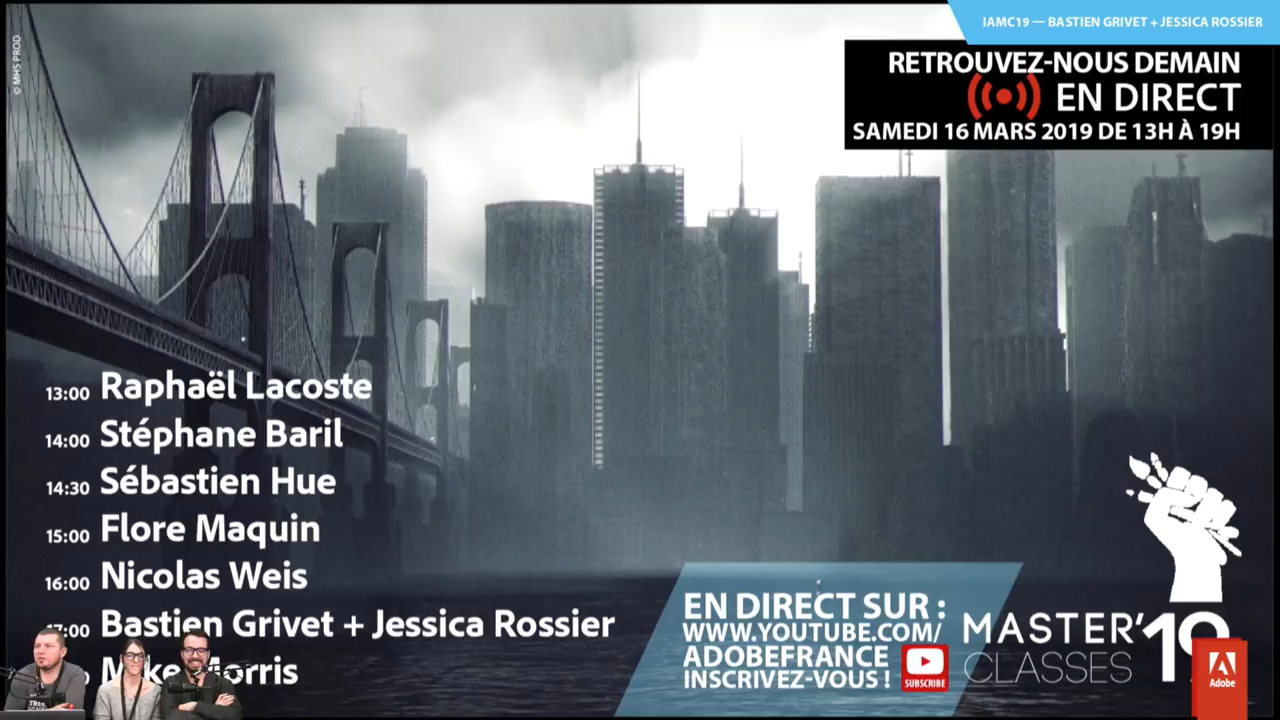 IAMC19 — BASTIEN GRIVET + JESSICA ROSSIER
© MHS PROD
RETROUVEZ-NOUS DEMAIN
EN DIRECT
SAMEDI 16 MARS 2019 DE 13H À 19H
13:00 Raphaël Lacoste
14:00 Stéphane Baril
14:30 Sébastien Hue
15:00 Flore Maquin
16:00 Nicolas Weis
17:00 Bastien Grivet + Jessica Rossier
Mike Morris
EN DIRECT SUR :
WWW.YOUTUBE.COM/
ADOBEFRANCE
INSCRIVEZ-VOUS !
SUBSCRIBE
MASTER'19
CLASSES
Adobe